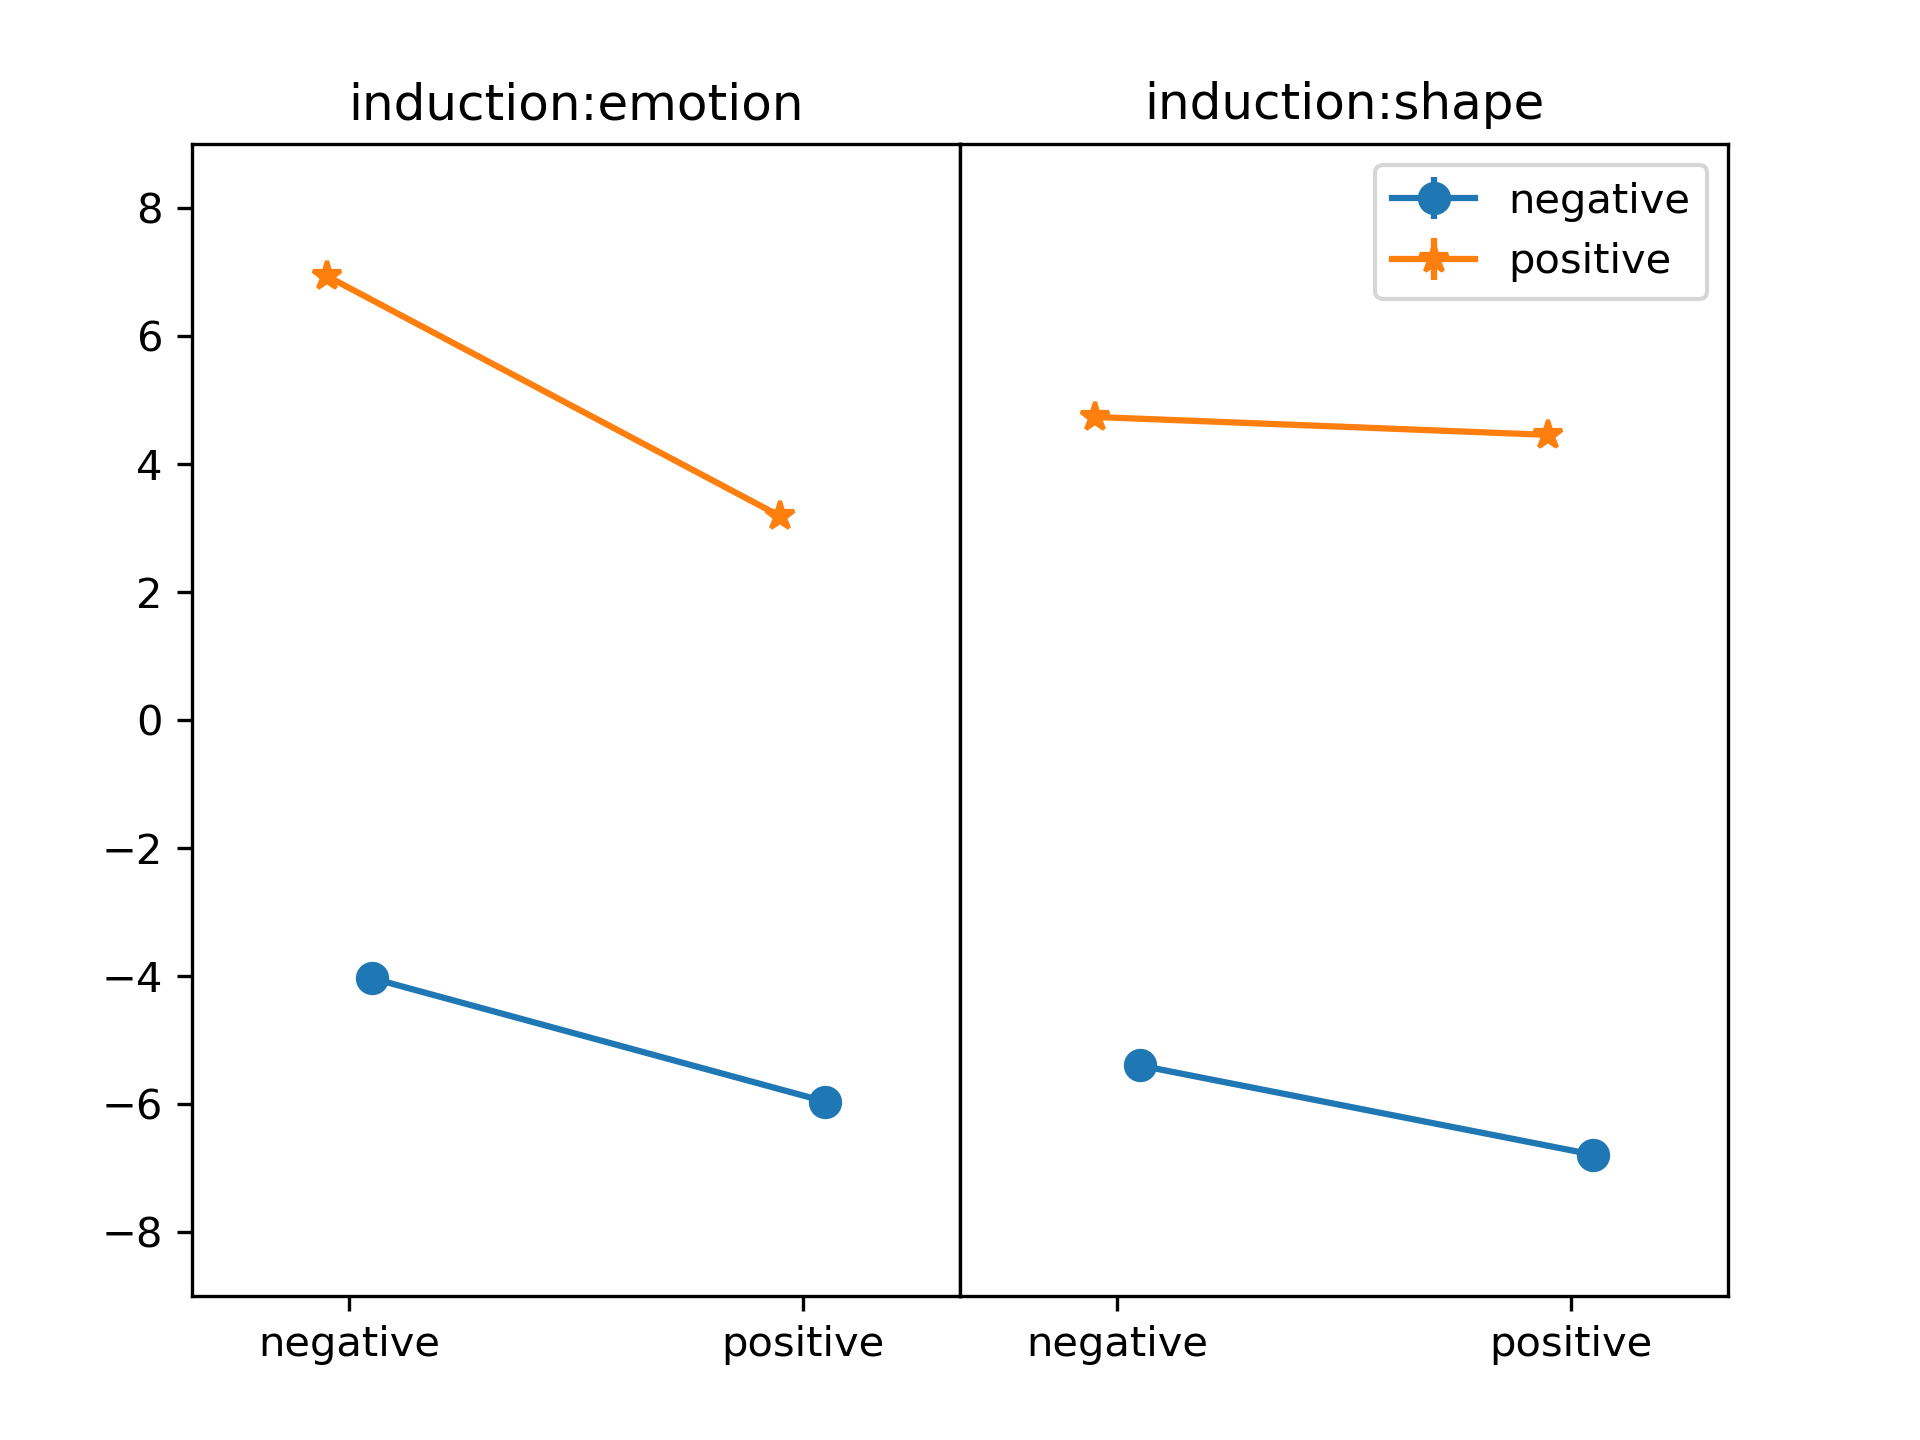 induction:emotion
induction:shape
negative
positive
8
6
4
2
0
−2
−4
−6
−8
negative
positive
negative
positive